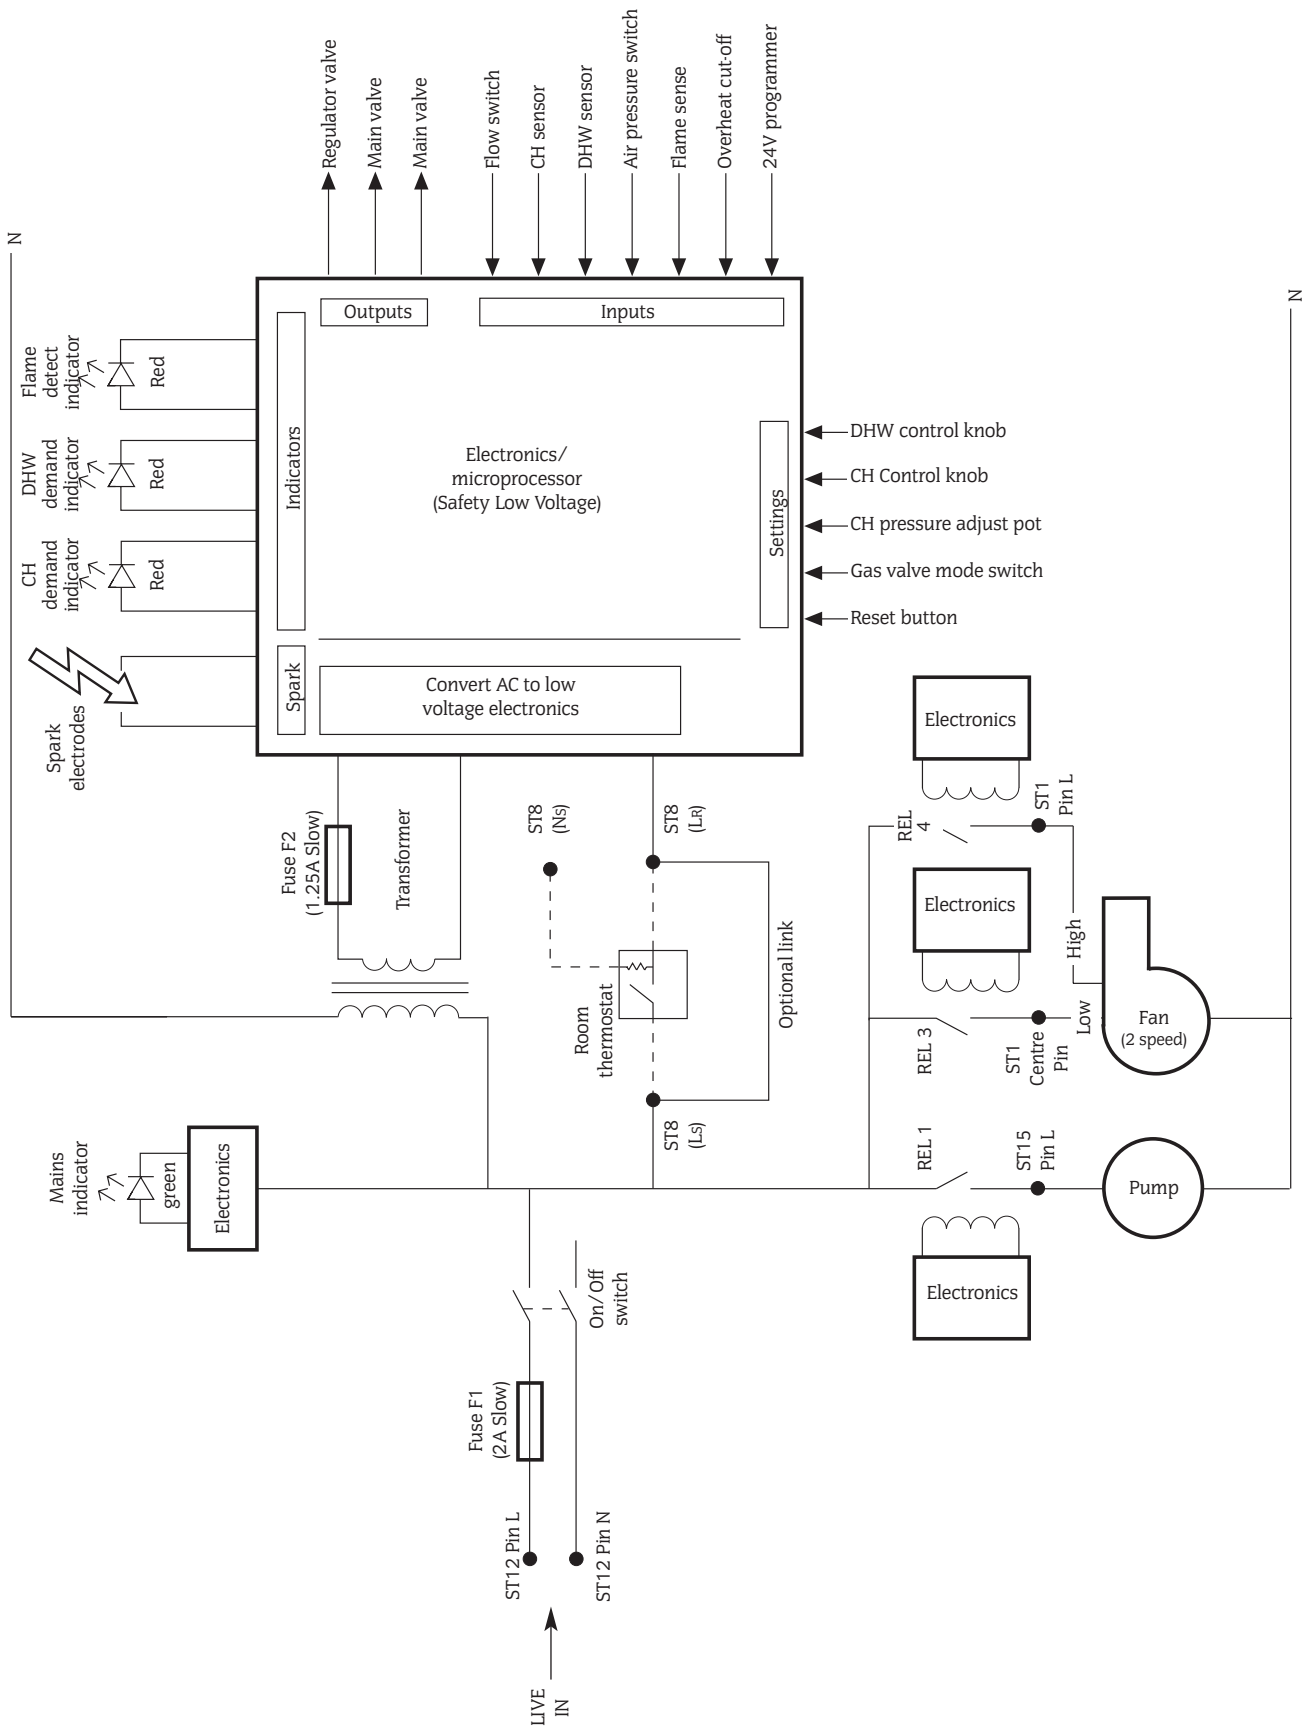 Regulator valve
Main valve
Main valve
Flow switch
CH sensor
DHW sensor
Air pressure switch
Flame sense
Overheat cut-off
24V programmer
N
N
Flame
detect
indicator
Red
DHW
demand
indicator
Red
CH
demand
indicator
Red
Spark
electrodes
Outputs
Inputs
Indicators
Electronics/
microprocessor
(Safety Low Voltage)
Settings
Spark
Convert AC to low
voltage electronics
DHW control knob
CH Control knob
CH pressure adjust pot
Gas valve mode switch
Reset button
Fuse F2
(1.25A Slow)
Transformer
ST8
(NS)
ST8
(LR)
Room
thermostat
Optional link
ST8
(LS)
Electronics
REL
4
ST1
Pin L
Electronics
High
REL 3
ST1
Centre
Pin
Low
Fan
(2 speed)
Mains
indicator
green
Electronics
REL 1
ST15
Pin L
Pump
Electronics
On/Off
switch
Fuse F1
(2A Slow)
ST12 Pin L
ST12 Pin N
LIVE
IN